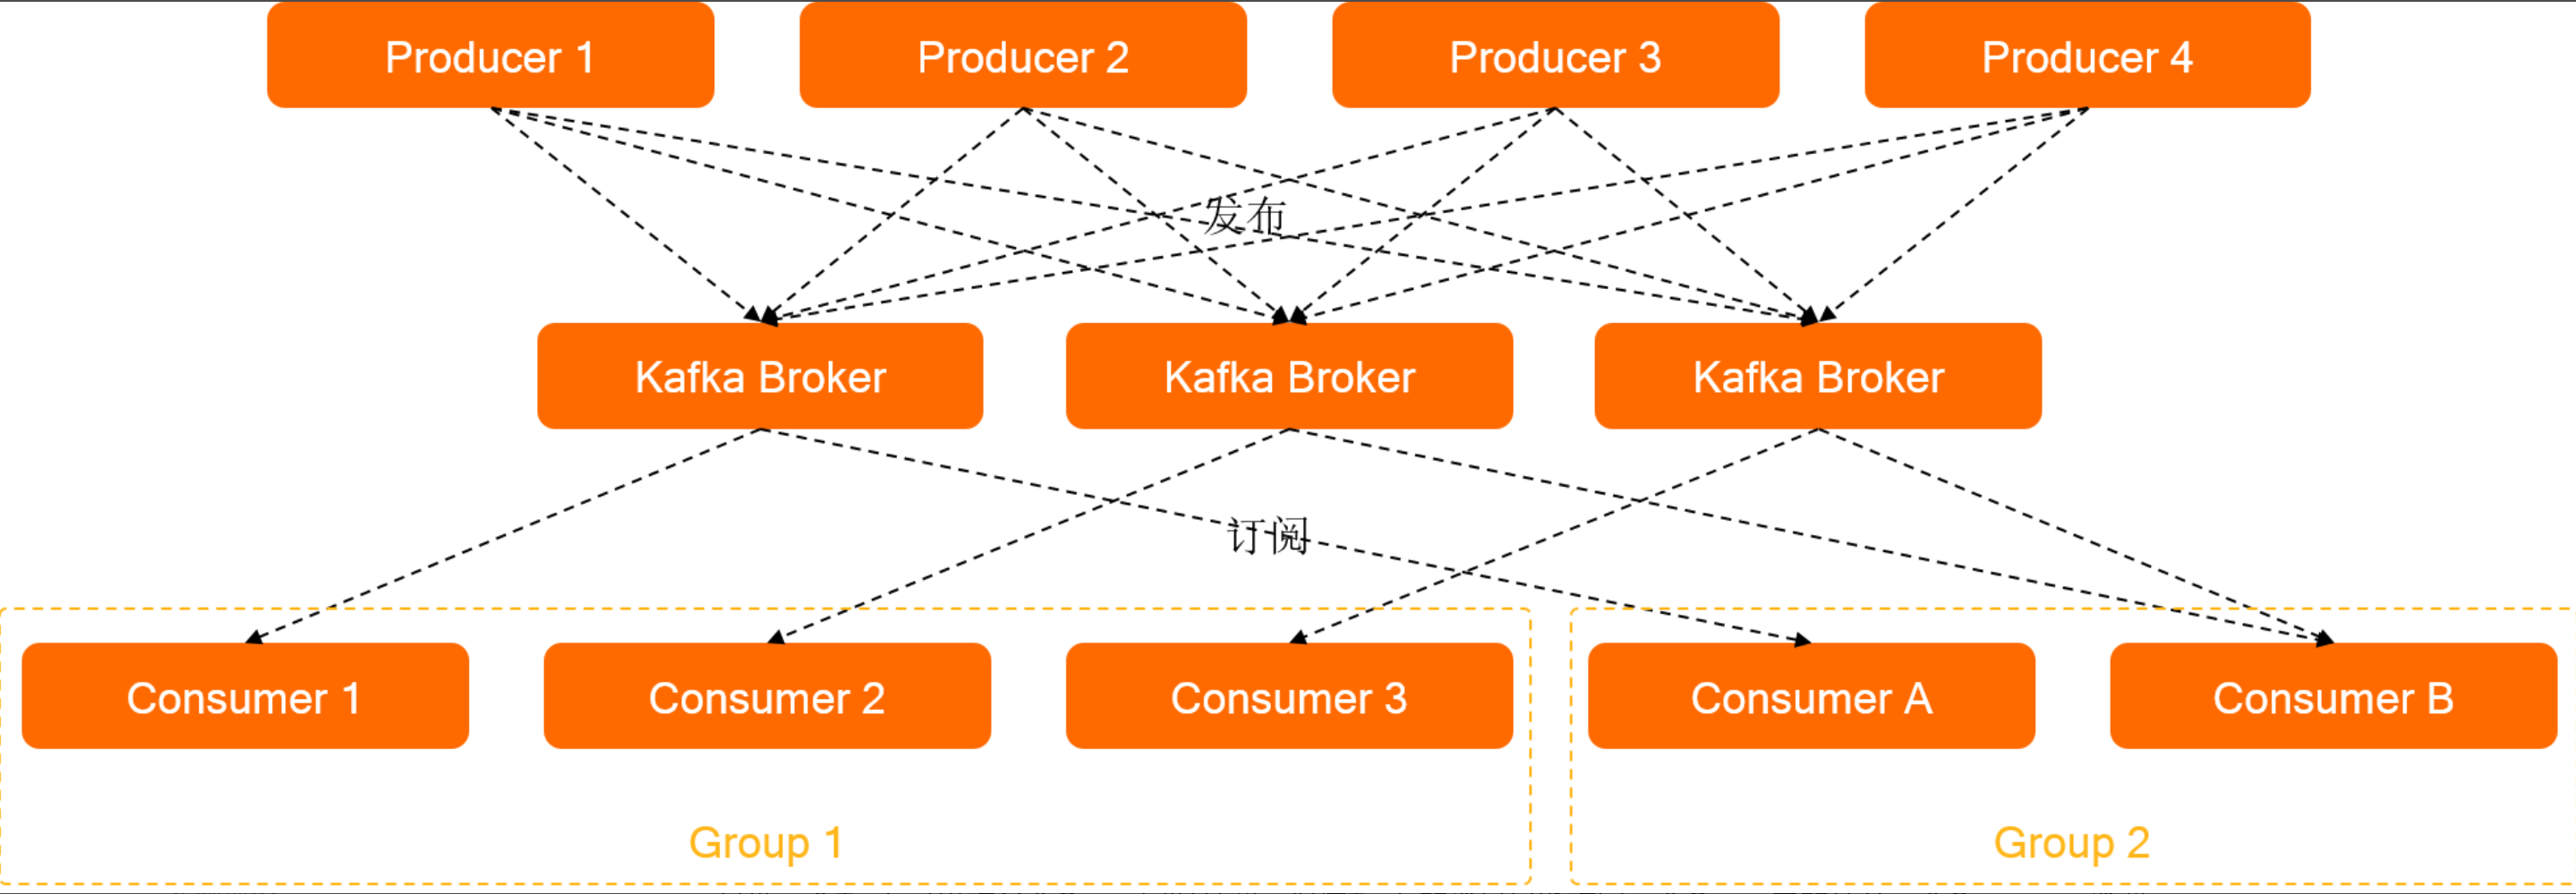 Producer 1
Producer 2
Producer 3
Producer 4
发布
Kafka Broker
Kafka Broker
Kafka Broker
订阅
Consumer 1
Consumer 2
Consumer 3
Consumer A
Consumer B
Group 1
Group 2